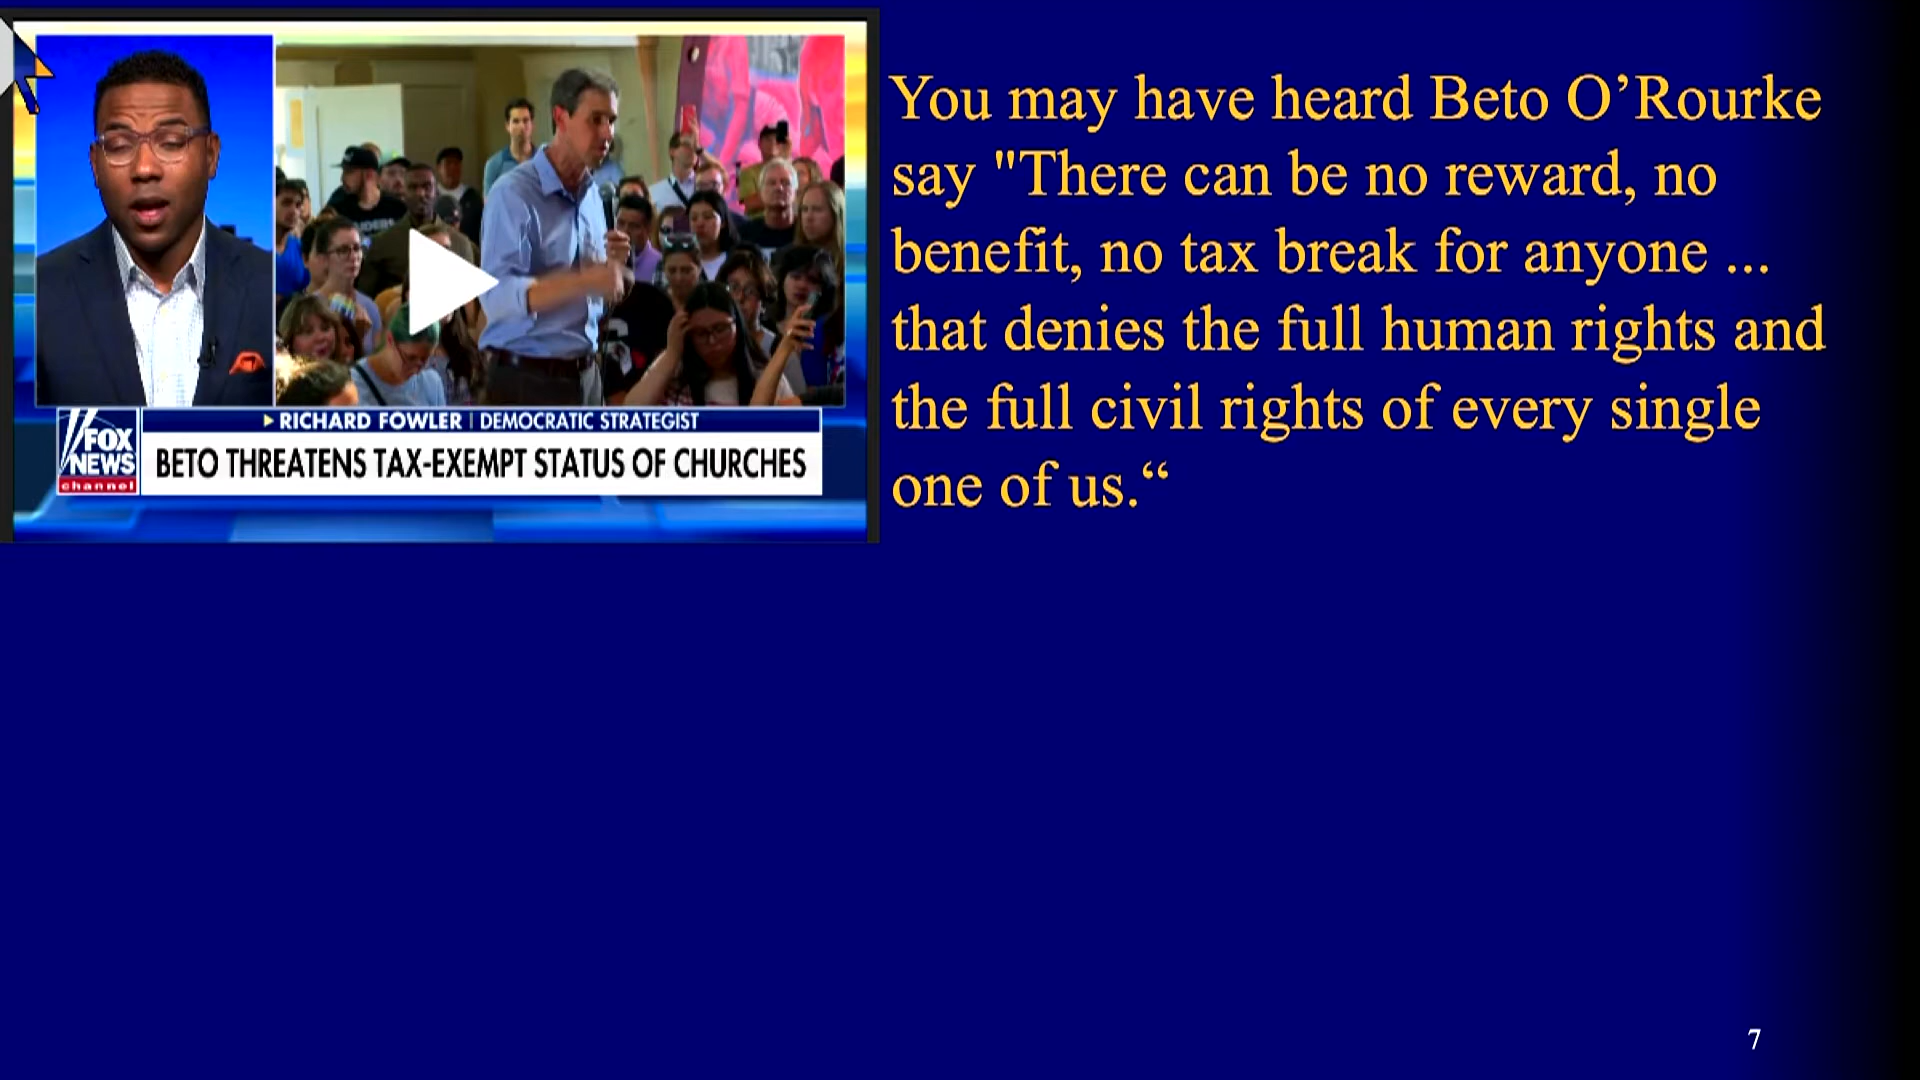 You may have heard Beto O’Rourke
say "There can be no reward, no
benefit, no tax break for anyone ...
that denies the full human rights and
the full civil rights of every single
one of us.“
RICHARD FOWLER | DEMOCRATIC STRATEGIST
FOX
NEWS
channel
BETO THREATENS TAX-EXEMPT STATUS OF CHURCHES
7